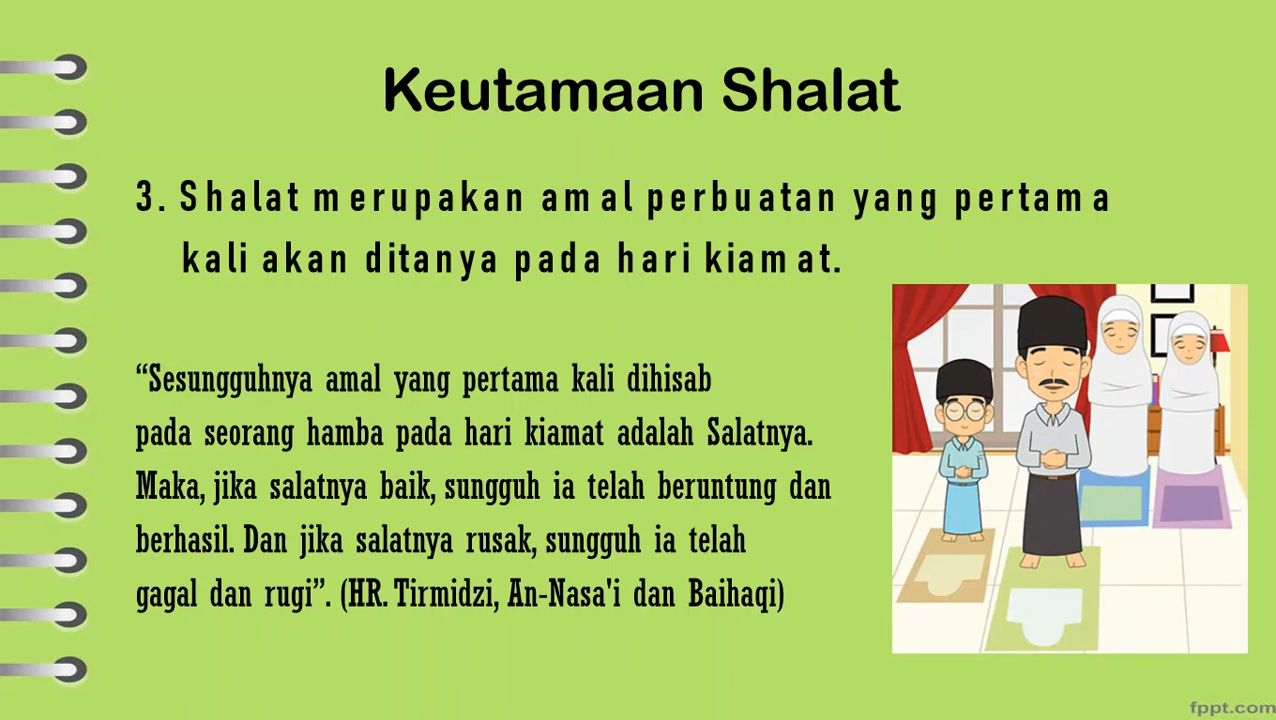 Keutamaan Shalat
3. Shalat merupakan amal perbuatan yang pertama
kali akan ditanya pada hari kiamat.
“Sesungguhnya amal yang pertama kali dihisab
pada seorang hamba pada hari kiamat adalah Salatnya.
Maka, jika salatnya baik, sungguh ia telah beruntung dan
berhasil. Dan jika salatnya rusak, sungguh ia telah
gagal dan rugi”. (HR. Tirmidzi, An-Nasa'i dan Baihaqi)
fppt.com